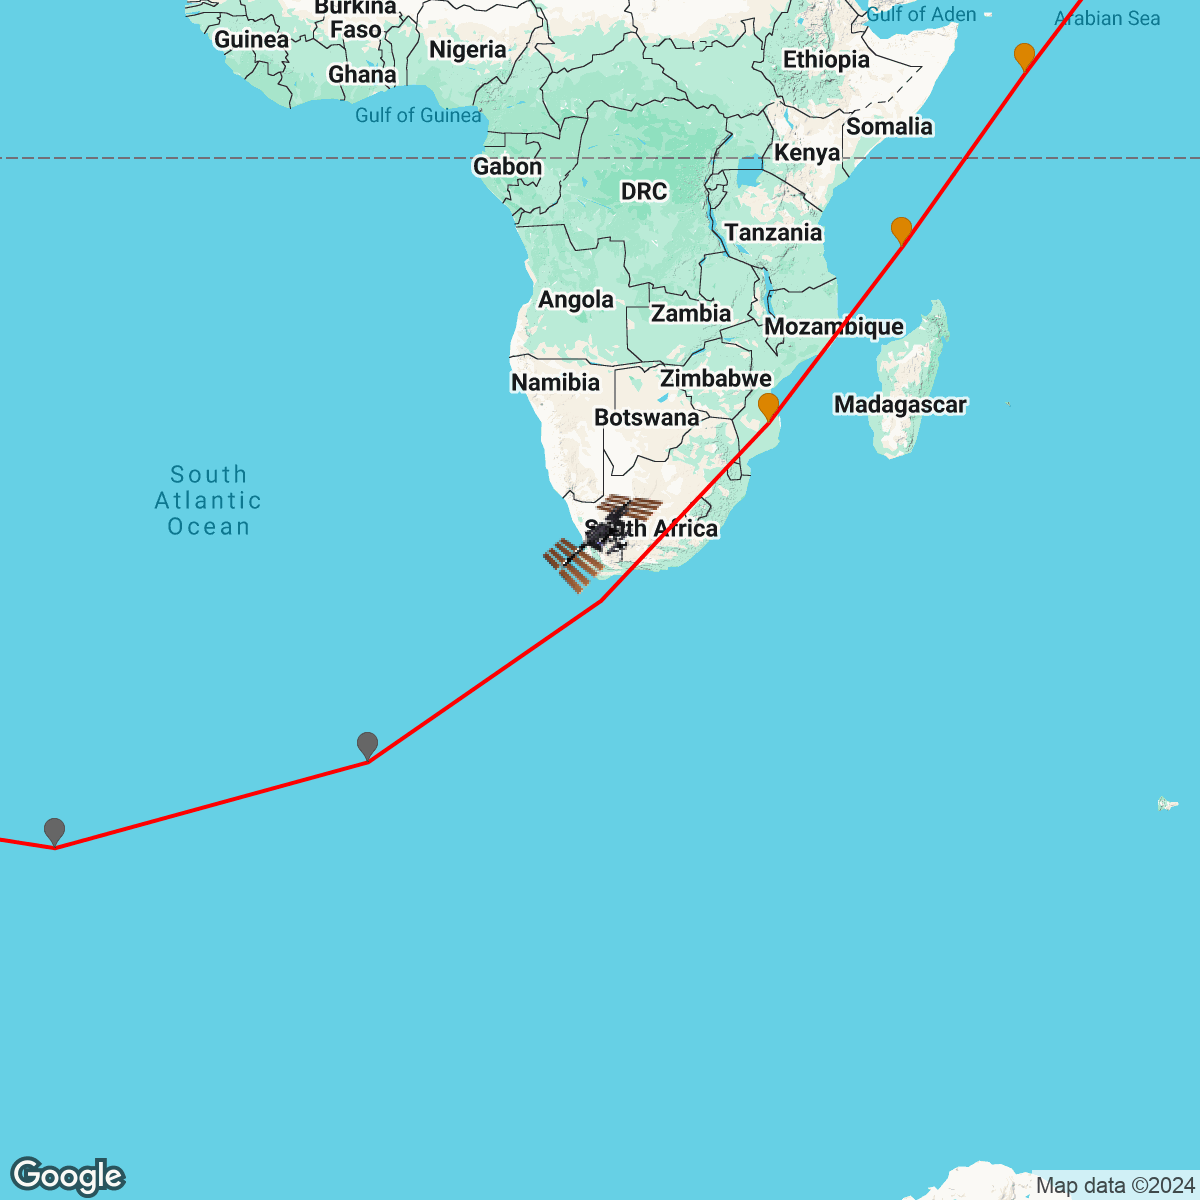 Burkina
Faso
Gulf of Aden
Arabian Sea
Guinea
Nigeria
Ethiopia
Ghana
Gulf of Guinea
Somalia
Kenya
Gabon
DRC
Tanzania
Angola
Zambia
Mozambique
Namibia
Zimbabwe
Botswana
Madagascar
South
Atlantic
Ocean
South Africa
Google
Map data ©2024